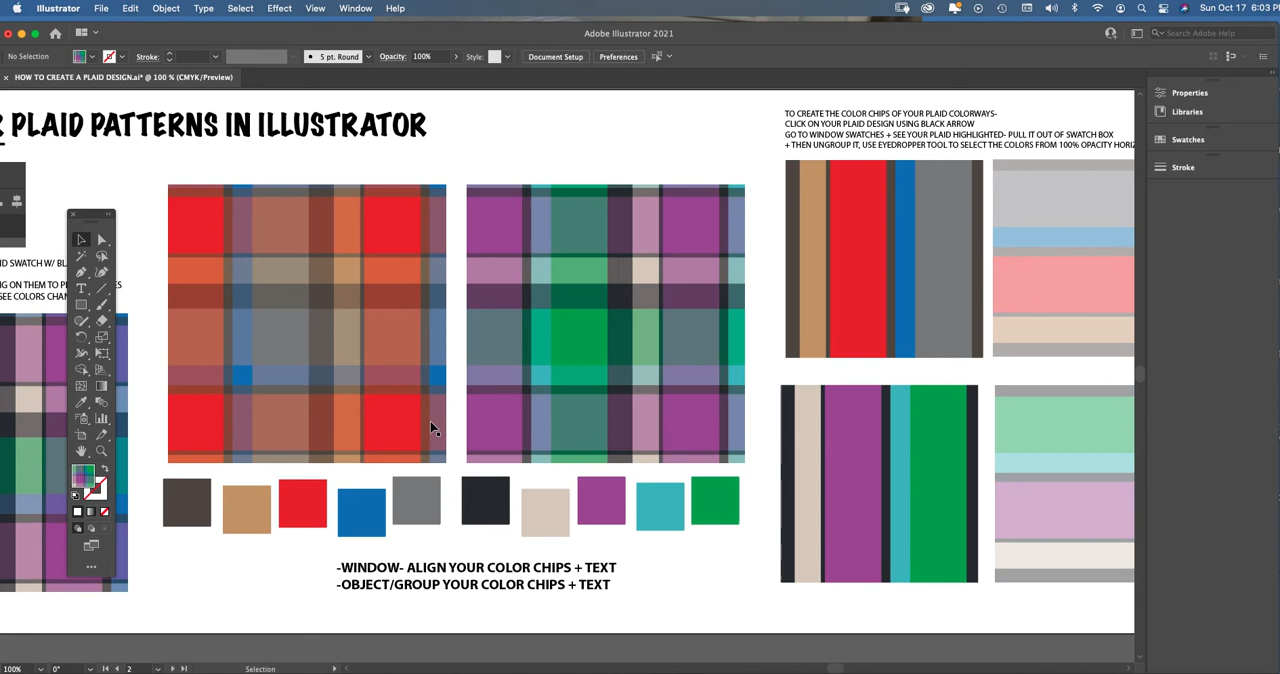 Illustrator File Edit Object Type Select Effect View Window Help
Sun Oct 17 6:03 PM
Adobe Illustrator 2021
Search Adobe Help
No Selection
Stroke:
5 pt. Round
Opacity: 100%
Style:
Document Setup
Preferences
× HOW TO CREATE A PLAID DESIGN.ai* @ 100 % (CMYK/Preview)
Properties
Libraries
Swatches
Stroke
PLAID PATTERNS IN ILLUSTRATOR
TO CREATE THE COLOR CHIPS OF YOUR PLAID COLORWAYS-
CLICK ON YOUR PLAID DESIGN USING BLACK ARROW
GO TO WINDOW SWATCHES + SEE YOUR PLAID HIGHLIGHTED- PULL IT OUT OF SWATCH BOX
+ THEN UNGROUP IT, USE EYEDROPPER TOOL TO SELECT THE COLORS FROM 100% OPACITY
SWATCH W/
ON THEM TO
SEE COLORS
-WINDOW- ALIGN YOUR COLOR CHIPS + TEXT
-OBJECT/GROUP YOUR COLOR CHIPS + TEXT
100%
0°
2
Selection